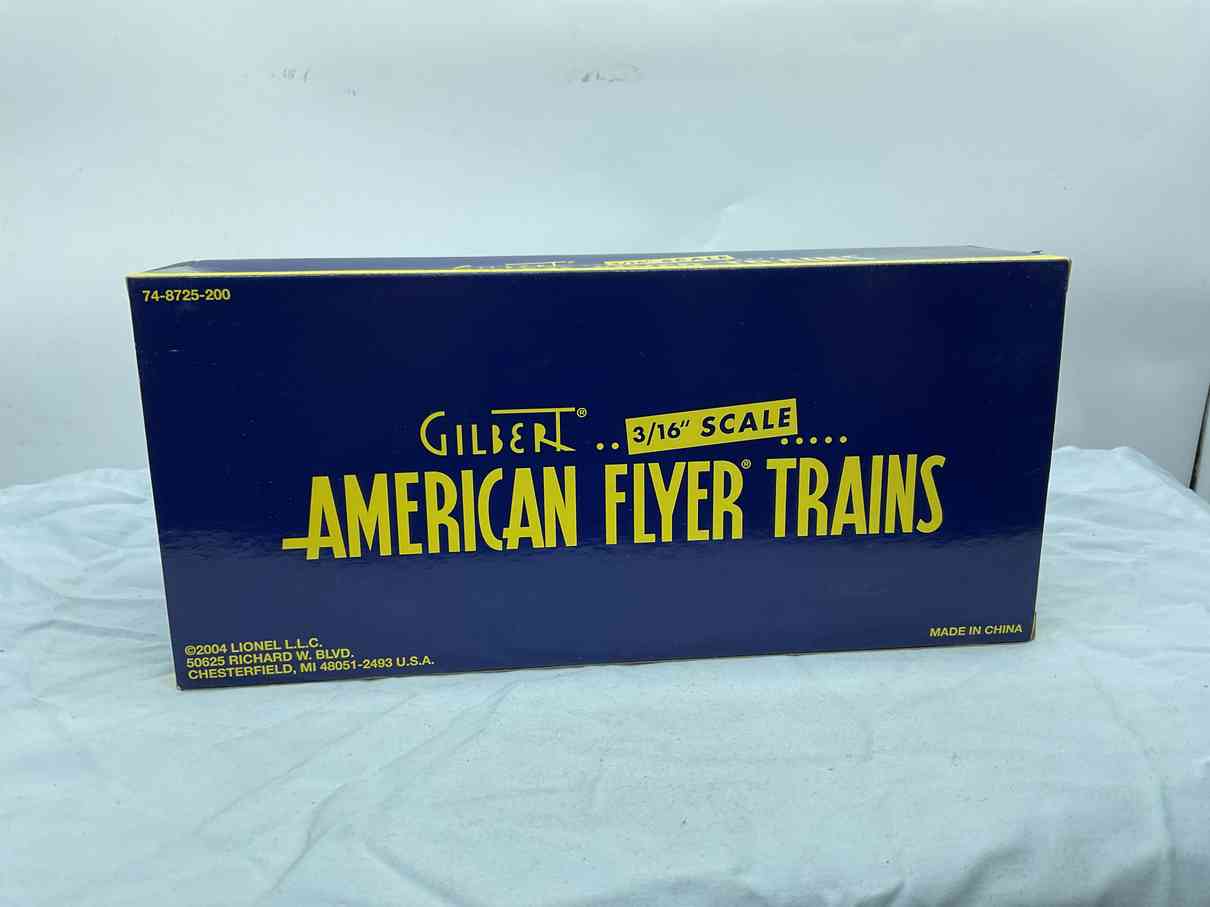 74-8725-200
GILBERT® .. 3/16" SCALE .....
AMERICAN FLYER® TRAINS
©2004 LIONEL L.L.C.
50625 RICHARD W. BLVD.
CHESTERFIELD, MI 48051-2493 U.S.A.
MADE IN CHINA